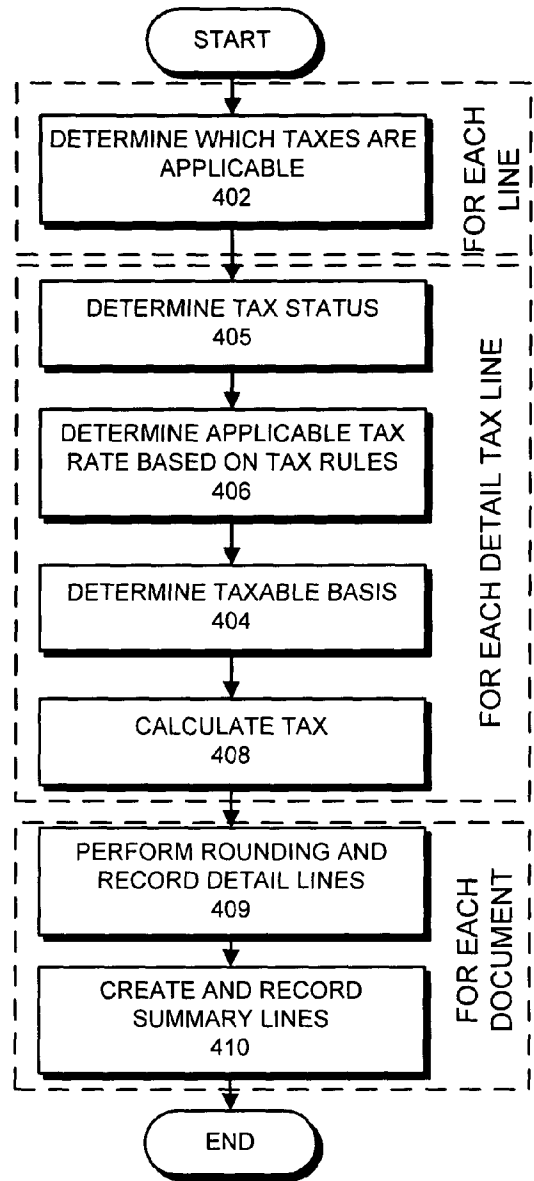 START
DETERMINE WHICH TAXES ARE
APPLICABLE
402
FOR EACH
LINE
DETERMINE TAX STATUS
405
DETERMINE APPLICABLE TAX
RATE BASED ON TAX RULES
406
DETERMINE TAXABLE BASIS
404
CALCULATE TAX
408
FOR EACH DETAIL TAX LINE
PERFORM ROUNDING AND
RECORD DETAIL LINES
409
CREATE AND RECORD
SUMMARY LINES
410
FOR EACH
DOCUMENT
END